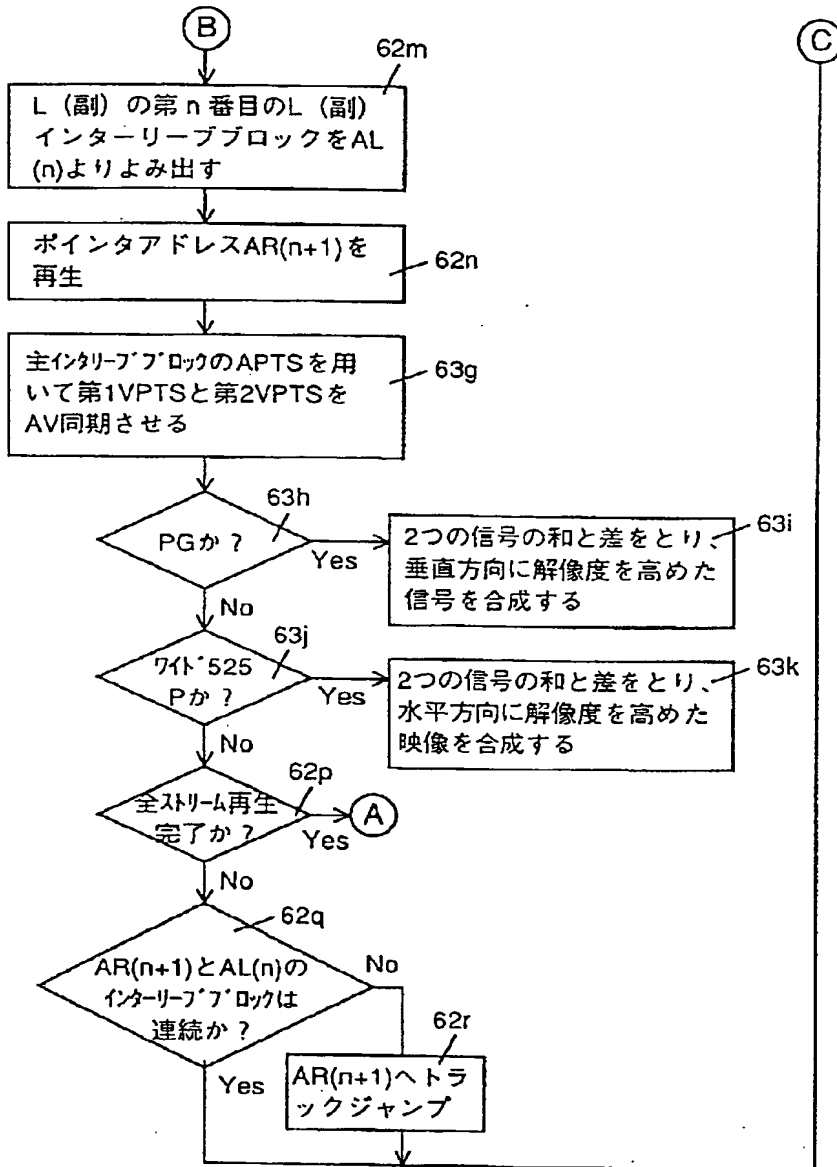 B
C
62m
L（副）の第n番目のL（副）
インターリーブブロックをAL
(n)よりよみ出す
ポインタアドレスAR(n+1)を
再生
62n
主ｲﾝﾀﾘｰﾌﾞﾌﾞﾛｯｸのAPTSを用
いて第1VPTSと第2VPTSを
AV同期させる
63g
63h
PGか？
Yes
No
2つの信号の和と差をとり、
垂直方向に解像度を高めた
信号を合成する
63i
63j
ﾜｲﾄﾞ525
Pか？
Yes
No
2つの信号の和と差をとり、
水平方向に解像度を高めた
映像を合成する
63k
62p
全ｽﾄﾘｰﾑ再生
完了か？
Yes
A
No
62q
AR(n+1)とAL(n)の
ｲﾝﾀｰﾘｰﾌﾞﾌﾞﾛｯｸは
連続か？
No
Yes
62r
AR(n+1)へトラ
ックジャンプ